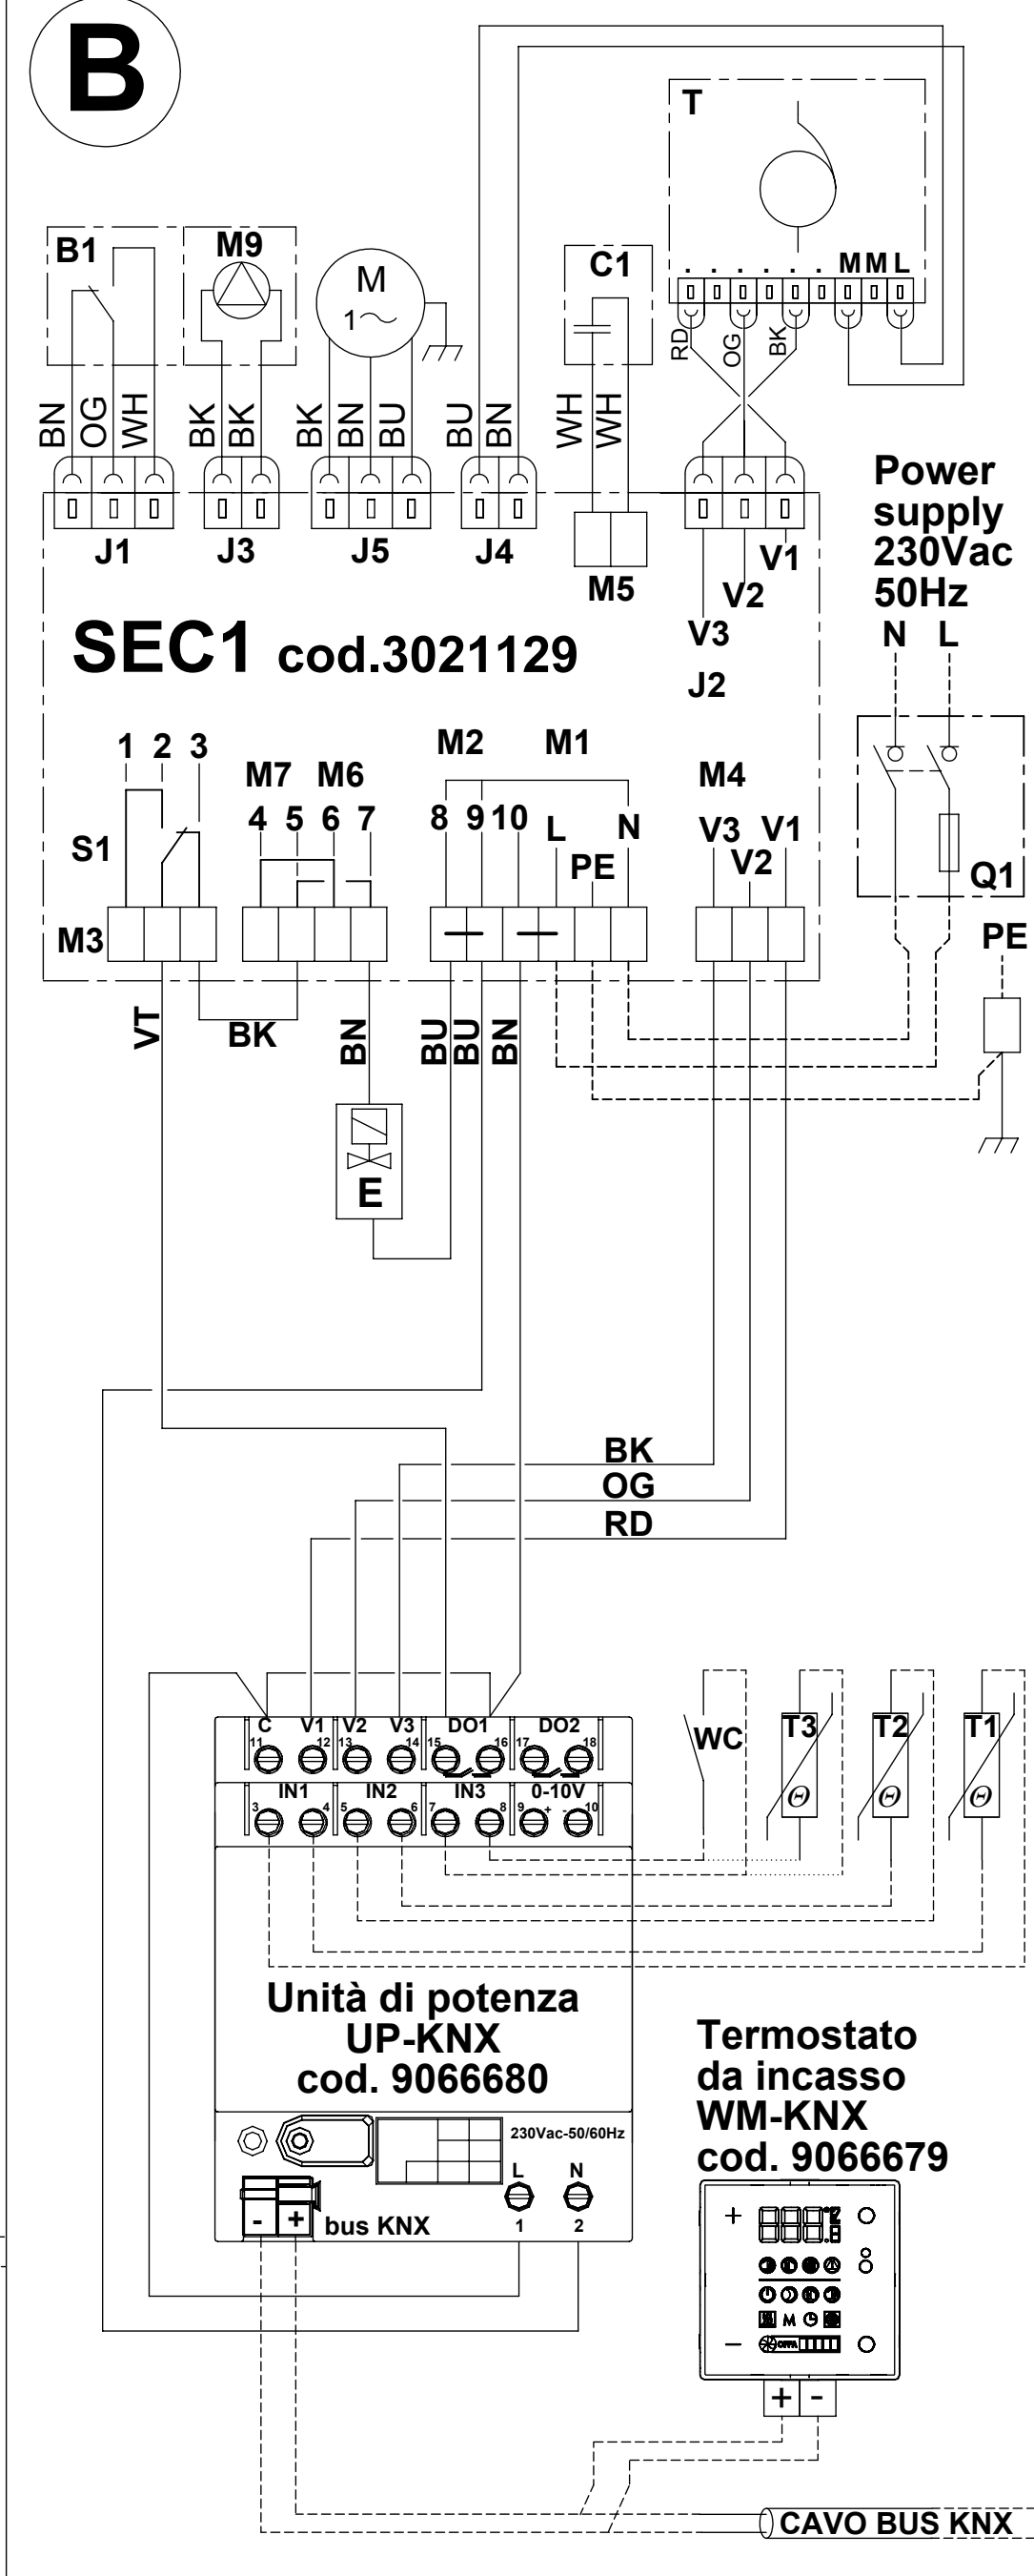 B
T
B1
M9
M
1~
C1
. . . . . . M M L
RD
OG
BK
BN
OG
WH
BK
BK
BK
BN
BU
BU
BN
WH
WH
J1
J3
J5
J4
M5
V1
V2
V3
J2
Power
supply
230Vac
50Hz
N L
SEC1 cod.3021129
1 2 3
M7 M6
4 5 6 7
M2 M1
8 9 10 L PE N
M4
V3 V2 V1
S1
M3
Q1
PE
VT
BK
BN
BU
BU
BN
E
BK
OG
RD
C V1 V2 V3 DO1 DO2
11 12 13 14 15 16 17 18
IN1 IN2 IN3 0-10V
3 4 5 6 7 8 9 + - 10
WC
T3
T2
T1
Θ Θ Θ
Unità di potenza
UP-KNX
cod. 9066680
230Vac-50/60Hz
L N
1 2
- +
bus KNX
Termostato
da incasso
WM-KNX
cod. 9066679
+
M
-
+ -
CAVO BUS KNX